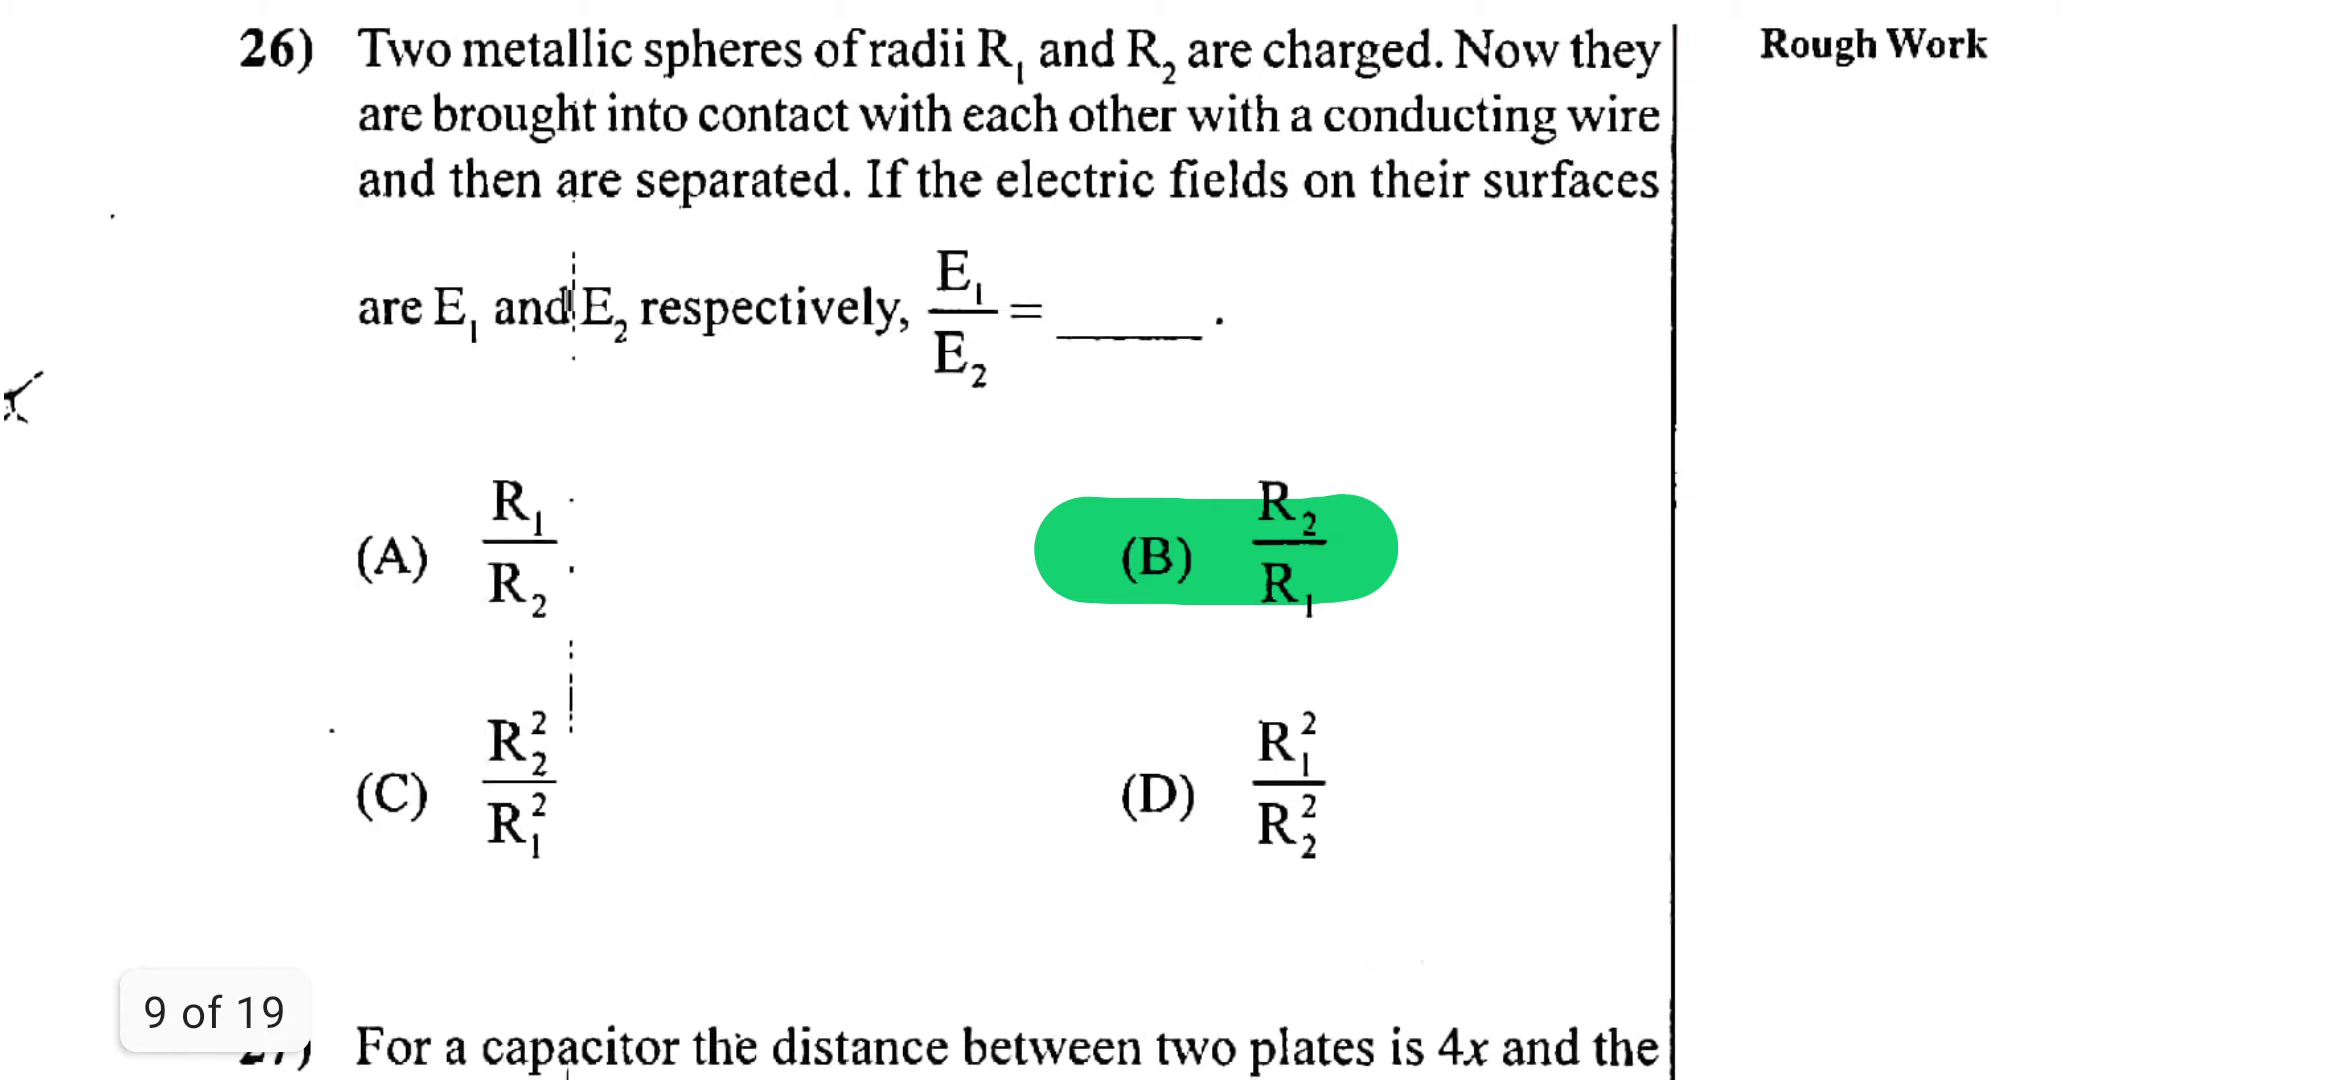 26) Two metallic spheres of radii R₁ and R₂ are charged. Now they
are brought into contact with each other with a conducting wire
and then are separated. If the electric fields on their surfaces
are E₁ and E₂ respectively, E₁/E₂ = _____ .
(A) R₁/R₂ (B) R₂/R₁
(C) R₂²/R₁² (D) R₁²/R₂²
For a capacitor the distance between two plates is 4x and the
Rough Work
9 of 19